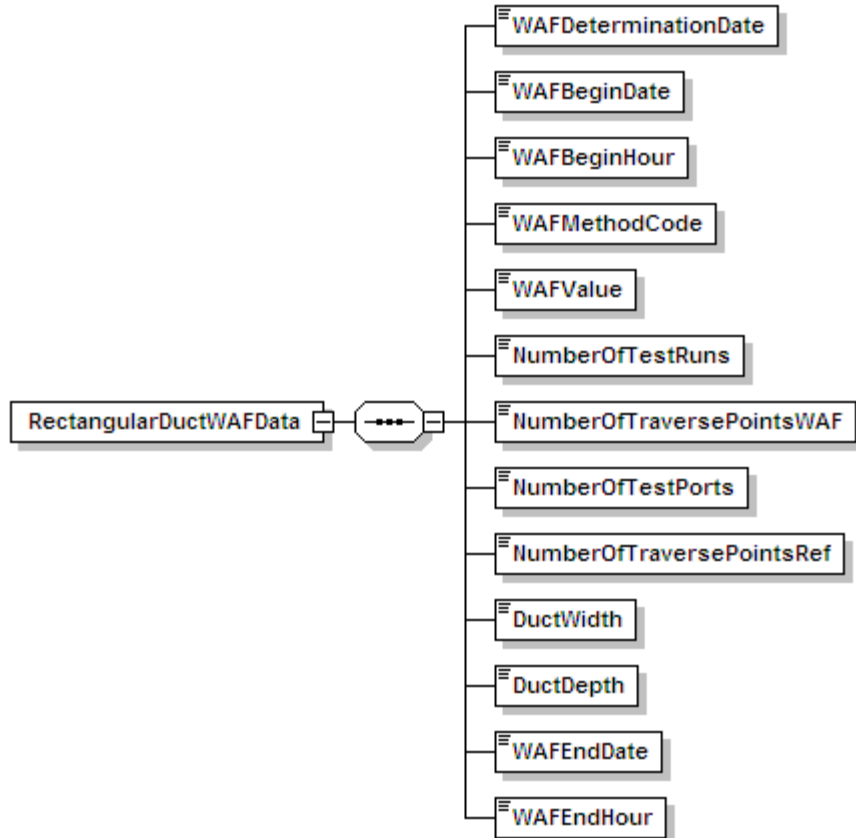 WAFDeterminationDate
WAFBeginDate
WAFBeginHour
WAFMethodCode
WAFValue
NumberOfTestRuns
RectangularDuctWAFData
NumberOfTraversePointsWAF
NumberOfTestPorts
NumberOfTraversePointsRef
DuctWidth
DuctDepth
WAFEndDate
WAFEndHour